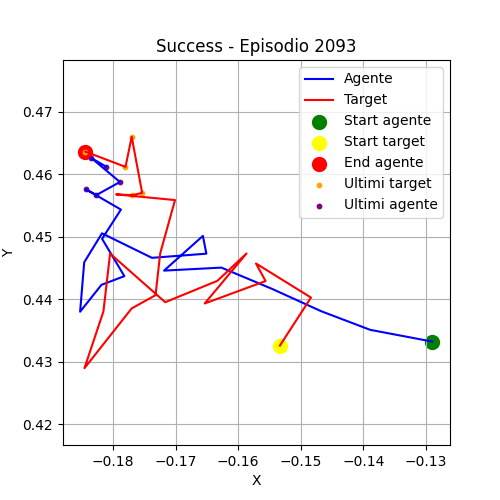 Success - Episodio 2093
Agente
Target
Start agente
Start target
End agente
Ultimi target
Ultimi agente
0.47
0.46
0.45
0.44
0.43
0.42
Y
−0.18
−0.17
−0.16
−0.15
−0.14
−0.13
X